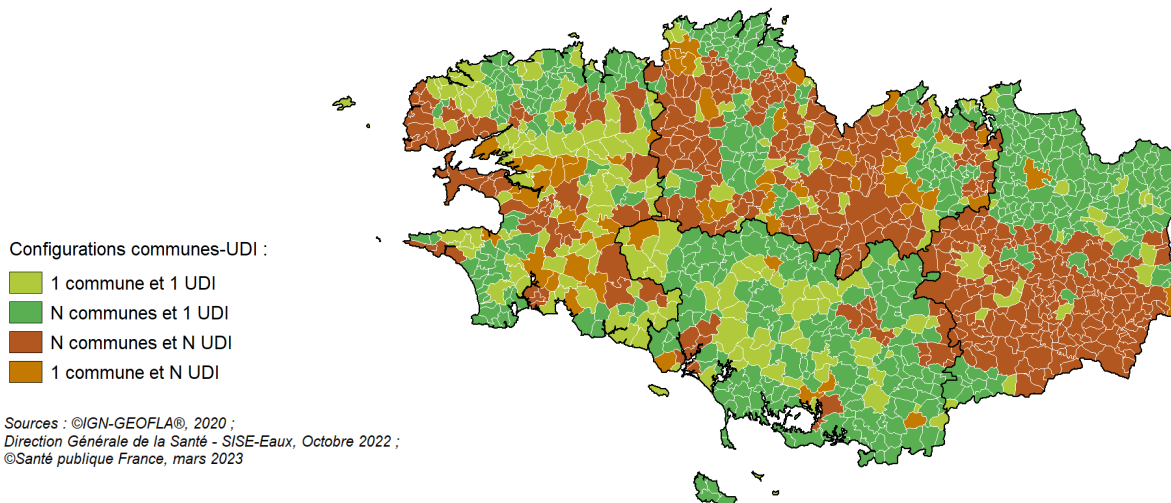 Configurations communes-UDI :
1 commune et 1 UDI
N communes et 1 UDI
N communes et N UDI
1 commune et N UDI
Sources : ©IGN-GEOFLA®, 2020 ;
Direction Générale de la Santé - SISE-Eaux, Octobre 2022 ;
©Santé publique France, mars 2023